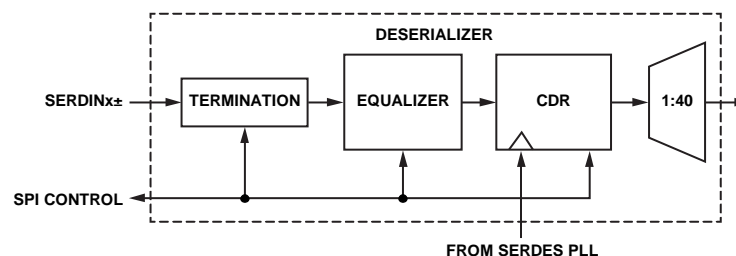 DESERIALIZER
SERDINx±
TERMINATION
EQUALIZER
CDR
1:40
SPI CONTROL
FROM SERDES PLL